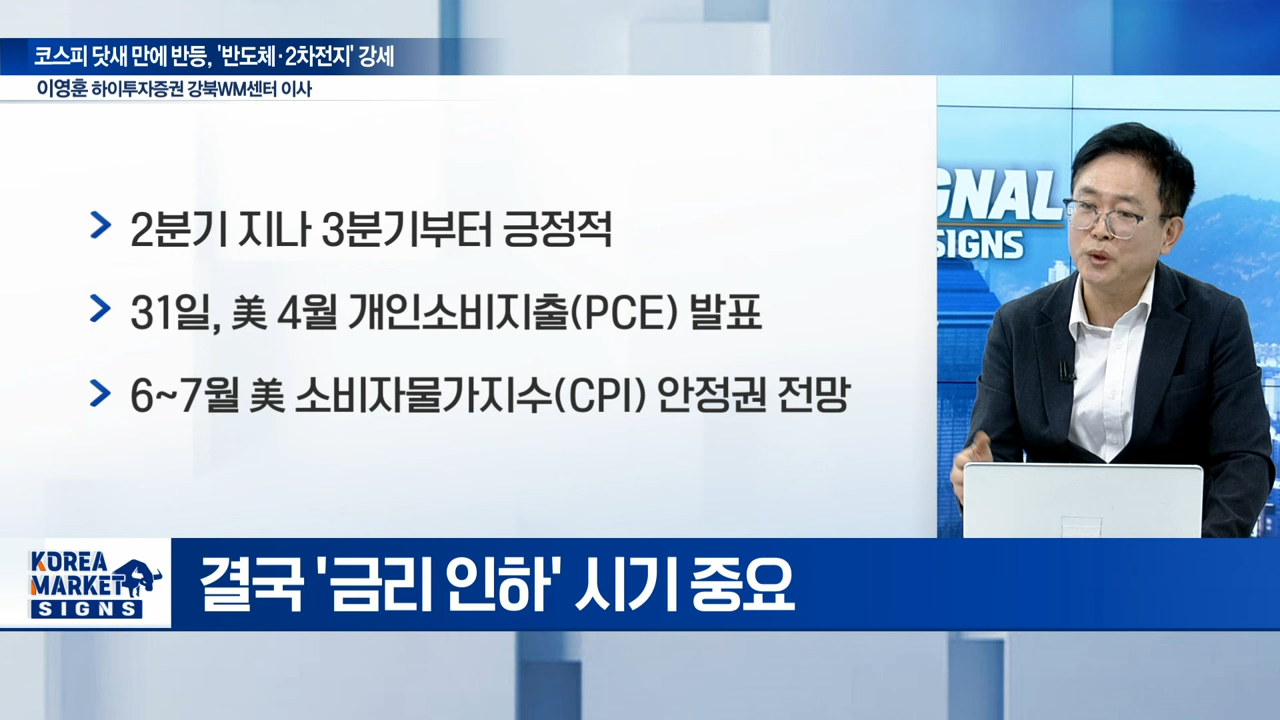 코스피 닷새 만에 반등, '반도체·2차전지' 강세
이영훈 하이투자증권 강북WM센터 이사
2분기 지나 3분기부터 긍정적
31일, 美 4월 개인소비지출(PCE) 발표
6~7월 美 소비자물가지수(CPI) 안정권 전망
GNAL
SIGNS
KOREA
MARKET
SIGNS
결국 '금리 인하' 시기 중요